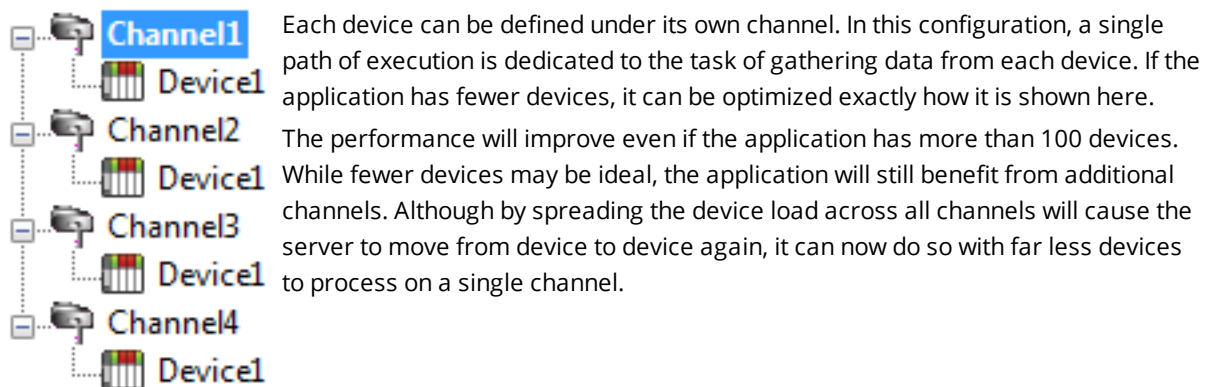 Channel1
Device1
Channel2
Device1
Channel3
Device1
Channel4
Device1
Each device can be defined under its own channel. In this configuration, a single
path of execution is dedicated to the task of gathering data from each device. If the
application has fewer devices, it can be optimized exactly how it is shown here.
The performance will improve even if the application has more than 100 devices.
While fewer devices may be ideal, the application will still benefit from additional
channels. Although by spreading the device load across all channels will cause the
server to move from device to device again, it can now do so with far less devices
to process on a single channel.